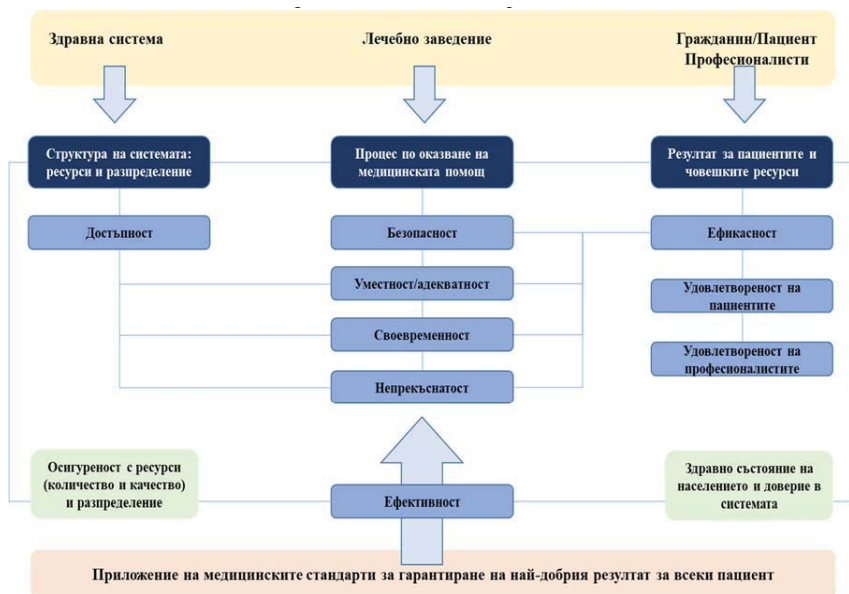 Здравна система
Лечебно заведение
Гражданин/Пациент
Професионалисти
Структура на системата:
ресурси и разпределение
Процес по оказване на
медицинската помощ
Резултат за пациентите и
човешките ресурси
Достъпност
Безопасност
Ефикасност
Уместност/адекватност
Удовлетвореност на
пациентите
Своевременност
Удовлетвореност на
професионалистите
Непрекъснатост
Осигуреност с ресурси
(количество и качество)
и разпределение
Ефективност
Здравно състояние на
населението и доверие в
системата
Приложение на медицинските стандарти за гарантиране на най-добрия резултат за всеки пациент